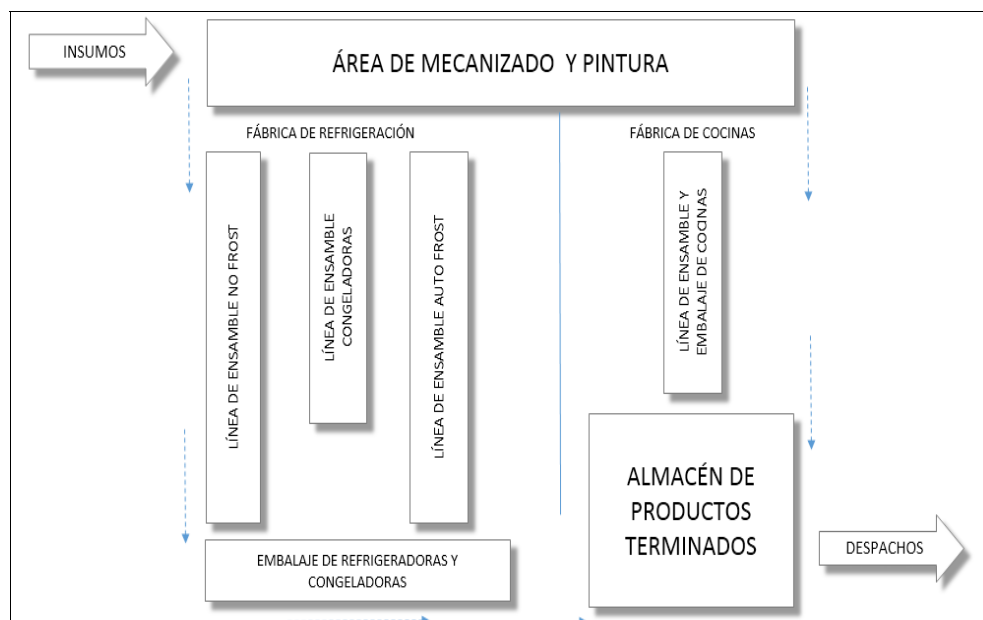 INSUMOS
ÁREA DE MECANIZADO Y PINTURA
FÁBRICA DE REFRIGERACIÓN
FÁBRICA DE COCINAS
LÍNEA DE ENSAMBLE NO FROST
LÍNEA DE ENSAMBLE
CONGELADORAS
LÍNEA DE ENSAMBLE AUTO FROST
LÍNEA DE ENSAMBLE Y
EMBALAJE DE COCINAS
ALMACÉN DE
PRODUCTOS
TERMINADOS
DESPACHOS
EMBALAJE DE REFRIGERADORAS Y
CONGELADORAS